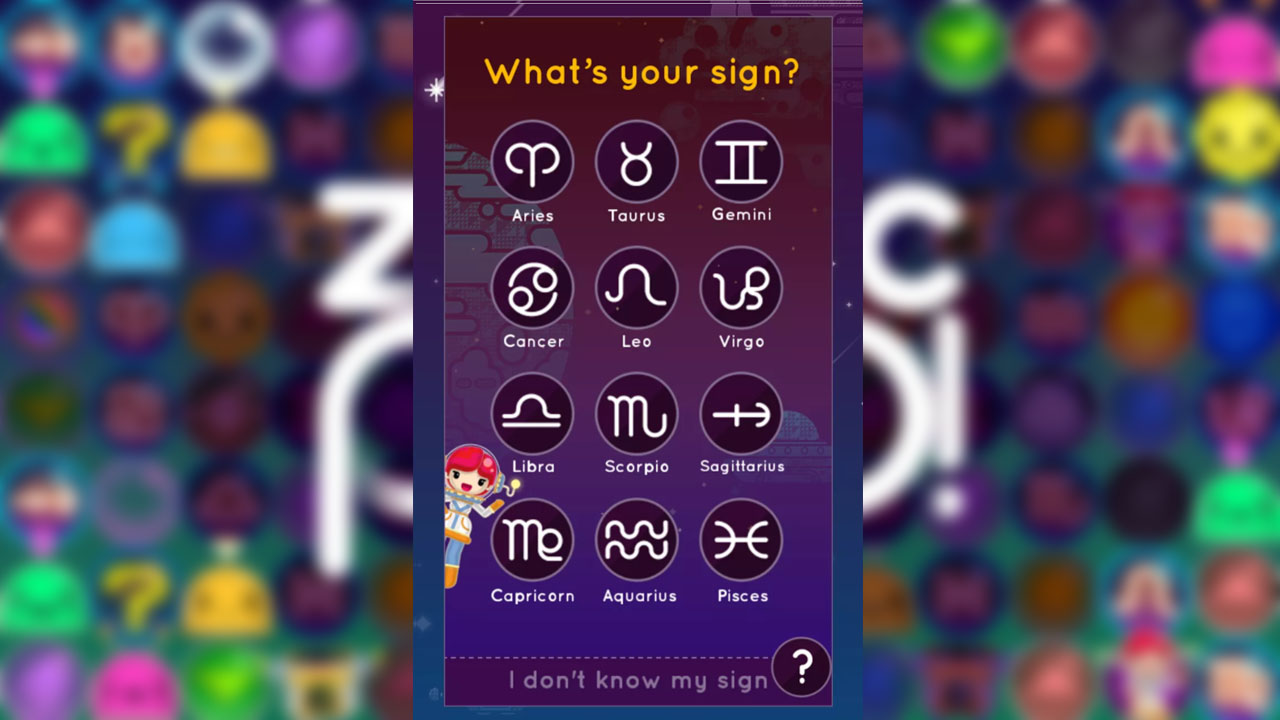 What's your sign?
Aries Taurus Gemini
Cancer Leo Virgo
Libra Scorpio Sagittarius
Capricorn Aquarius Pisces
I don't know my sign ?